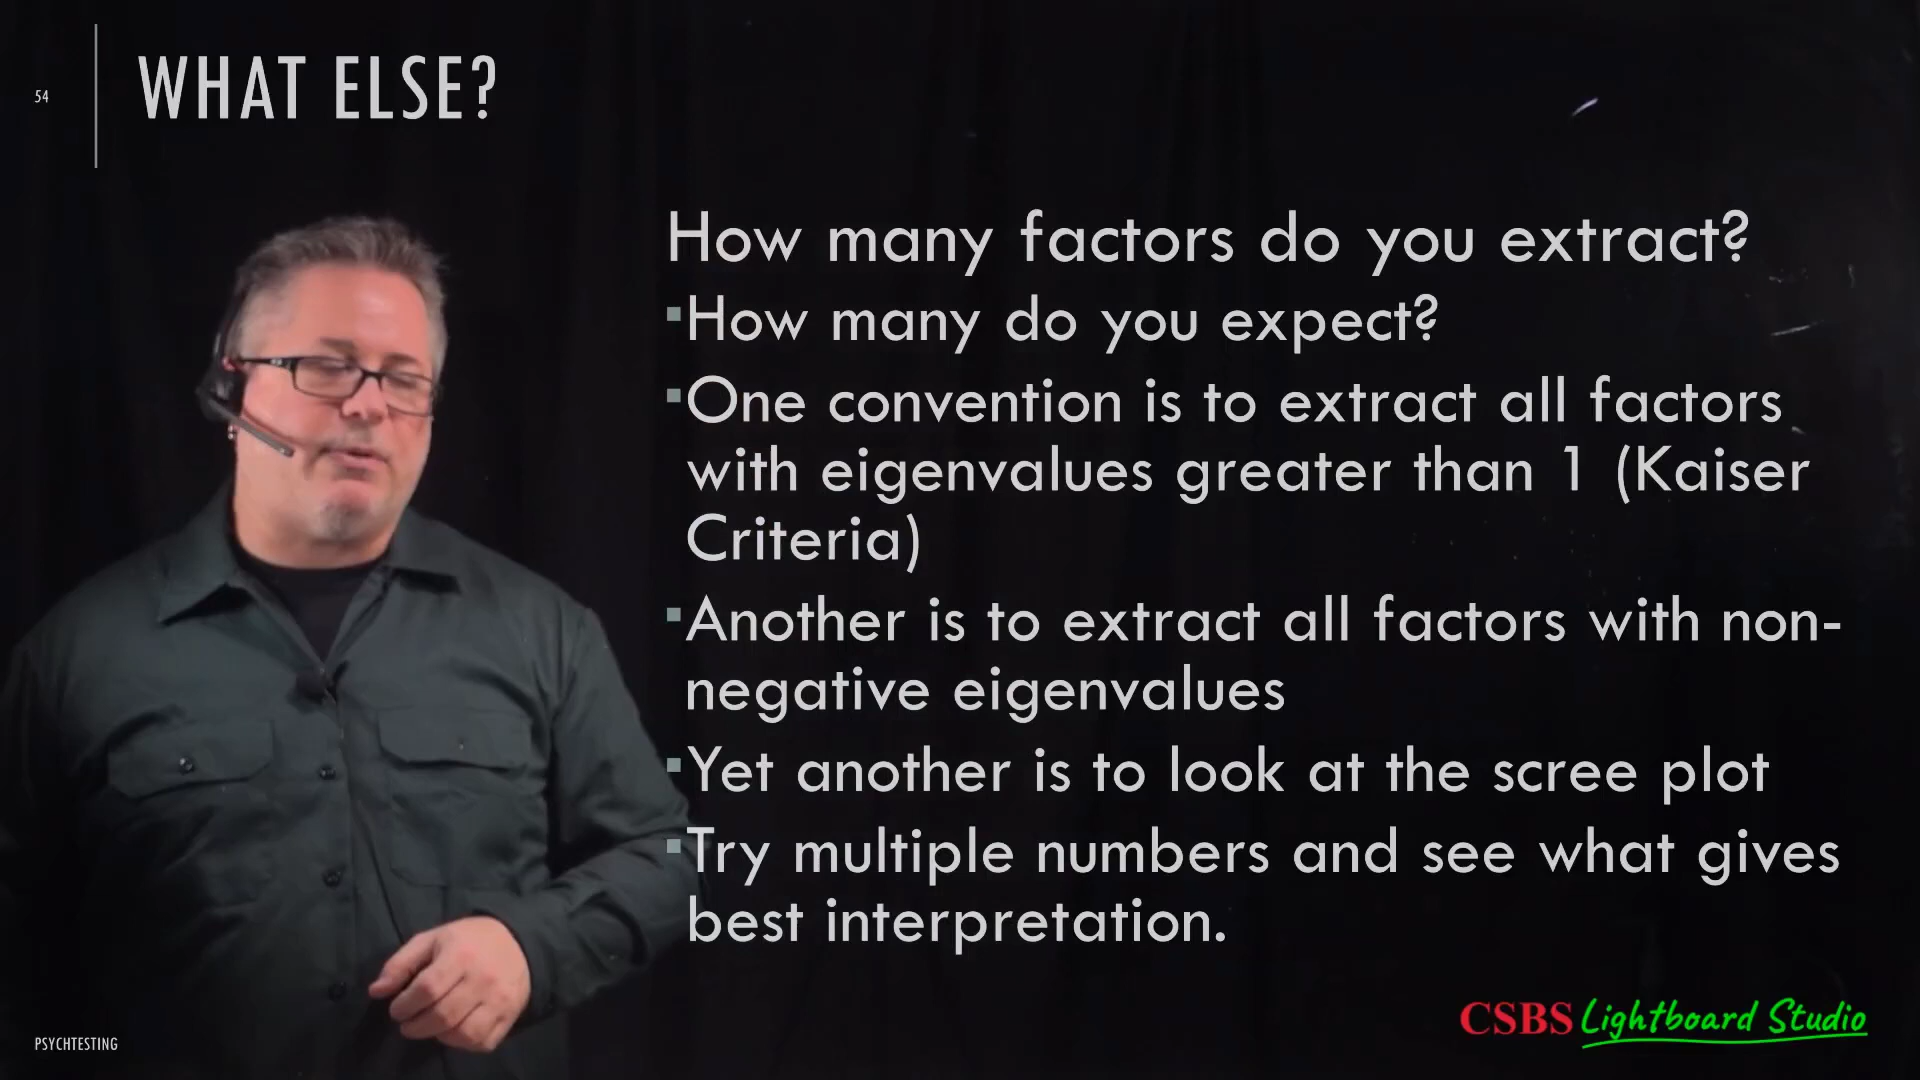 54
WHAT ELSE?
How many factors do you extract?
▪How many do you expect?
▪One convention is to extract all factors
with eigenvalues greater than 1 (Kaiser
Criteria)
▪Another is to extract all factors with non-
negative eigenvalues
▪Yet another is to look at the scree plot
▪Try multiple numbers and see what gives
best interpretation.
PSYCHTESTING
CSBS Lightboard Studio